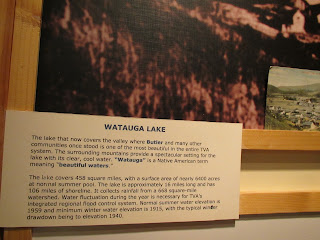 WATAUGA LAKE
The lake that now covers the valley where Butler and many other
communities once stood is one of the most beautiful in the entire TVA
system. The surrounding mountains provide a spectacular setting for the
lake with its clear, cool water. "Watauga" is a Native American term
meaning "beautiful waters."
The lake covers 458 square miles, with a surface area of nearly 6400 acres
at normal summer pool. The lake is approximately 16 miles long and has
106 miles of shoreline. It collects rainfall from a 468 square-mile
watershed. Water fluctuation during the year is necessary for TVA's
integrated regional flood control system. Normal summer water elevation is
1959 and minimum winter water elevation is 1915, with the typical winter
drawdown being to elevation 1940.